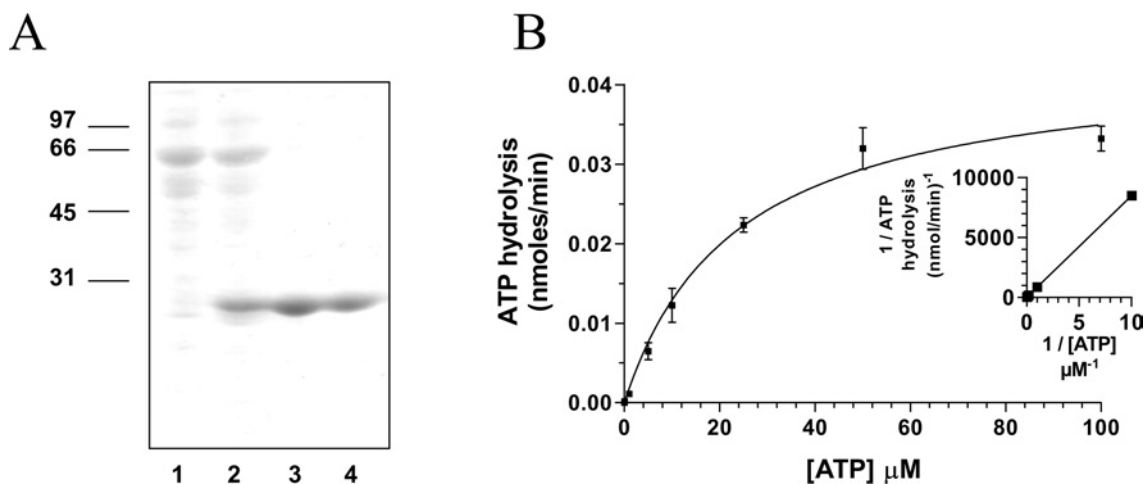 A
97
66
45
31
1 2 3 4
B
ATP hydrolysis
(nmoles/min)
0.04
0.03
0.02
0.01
0.00
0 20 40 60 80 100
[ATP] μM
1 / ATP
hydrolysis
(nmol/min)⁻¹
10000
5000
0
0 5 10
1 / [ATP]
μM⁻¹